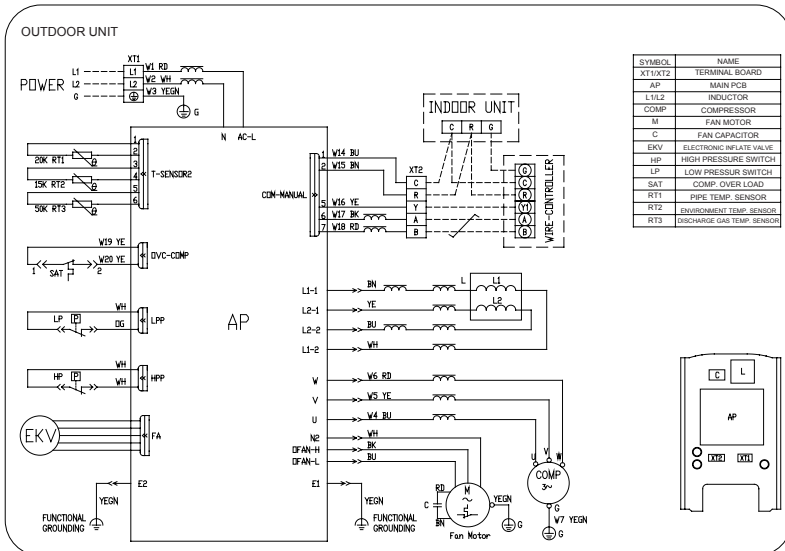 OUTDOOR UNIT
POWER
L1
L2
G
XT1
L1
L2
W1 RD
W2 WH
W3 YEGN
G
N AC-L
1
2
3
4
5
6
20K RT1 θ
15K RT2 θ
50K RT3 θ
T-SENSOR2
W19 YE
W20 YE
1 SAT 2
OVC-COMP
WH
LP P OG
LPP
WH
HP P WH
HPP
EKV
FA
E2
YEGN
FUNCTIONAL
GROUNDING
AP
COM-MANUAL
1
2
5
6
7
W14 BU
W15 BN
W16 YE
W17 BK
W18 RD
XT2
C
R
Y
A
B
INDOOR UNIT
C R G
G
C
R
Y1
A
B
WIRE-CONTROLLER
L1-1
L2-1
L2-2
L1-2
BN
YE
BU
WH
L
L1
L2
W
V
U
W6 RD
W5 YE
W4 BU
N2
OFAN-H
OFAN-L
WH
BK
BU
E1
YEGN
FUNCTIONAL
GROUNDING
RD
C
BN
M
~
YEGN
G
Fan Motor
U V W
COMP
3~
G
W7 YEGN
G
SYMBOL NAME
XT1/XT2 TERMINAL BOARD
AP MAIN PCB
L1/L2 INDUCTOR
COMP COMPRESSOR
M FAN MOTOR
C FAN CAPACITOR
EKV ELECTRONIC INFLATE VALVE
HP HIGH PRESSURE SWITCH
LP LOW PRESSUR SWITCH
SAT COMP. OVER LOAD
RT1 PIPE TEMP. SENSOR
RT2 ENVIRONMENT TEMP. SENSOR
RT3 DISCHARGE GAS TEMP. SENSOR
C L
AP
XT2 XT1